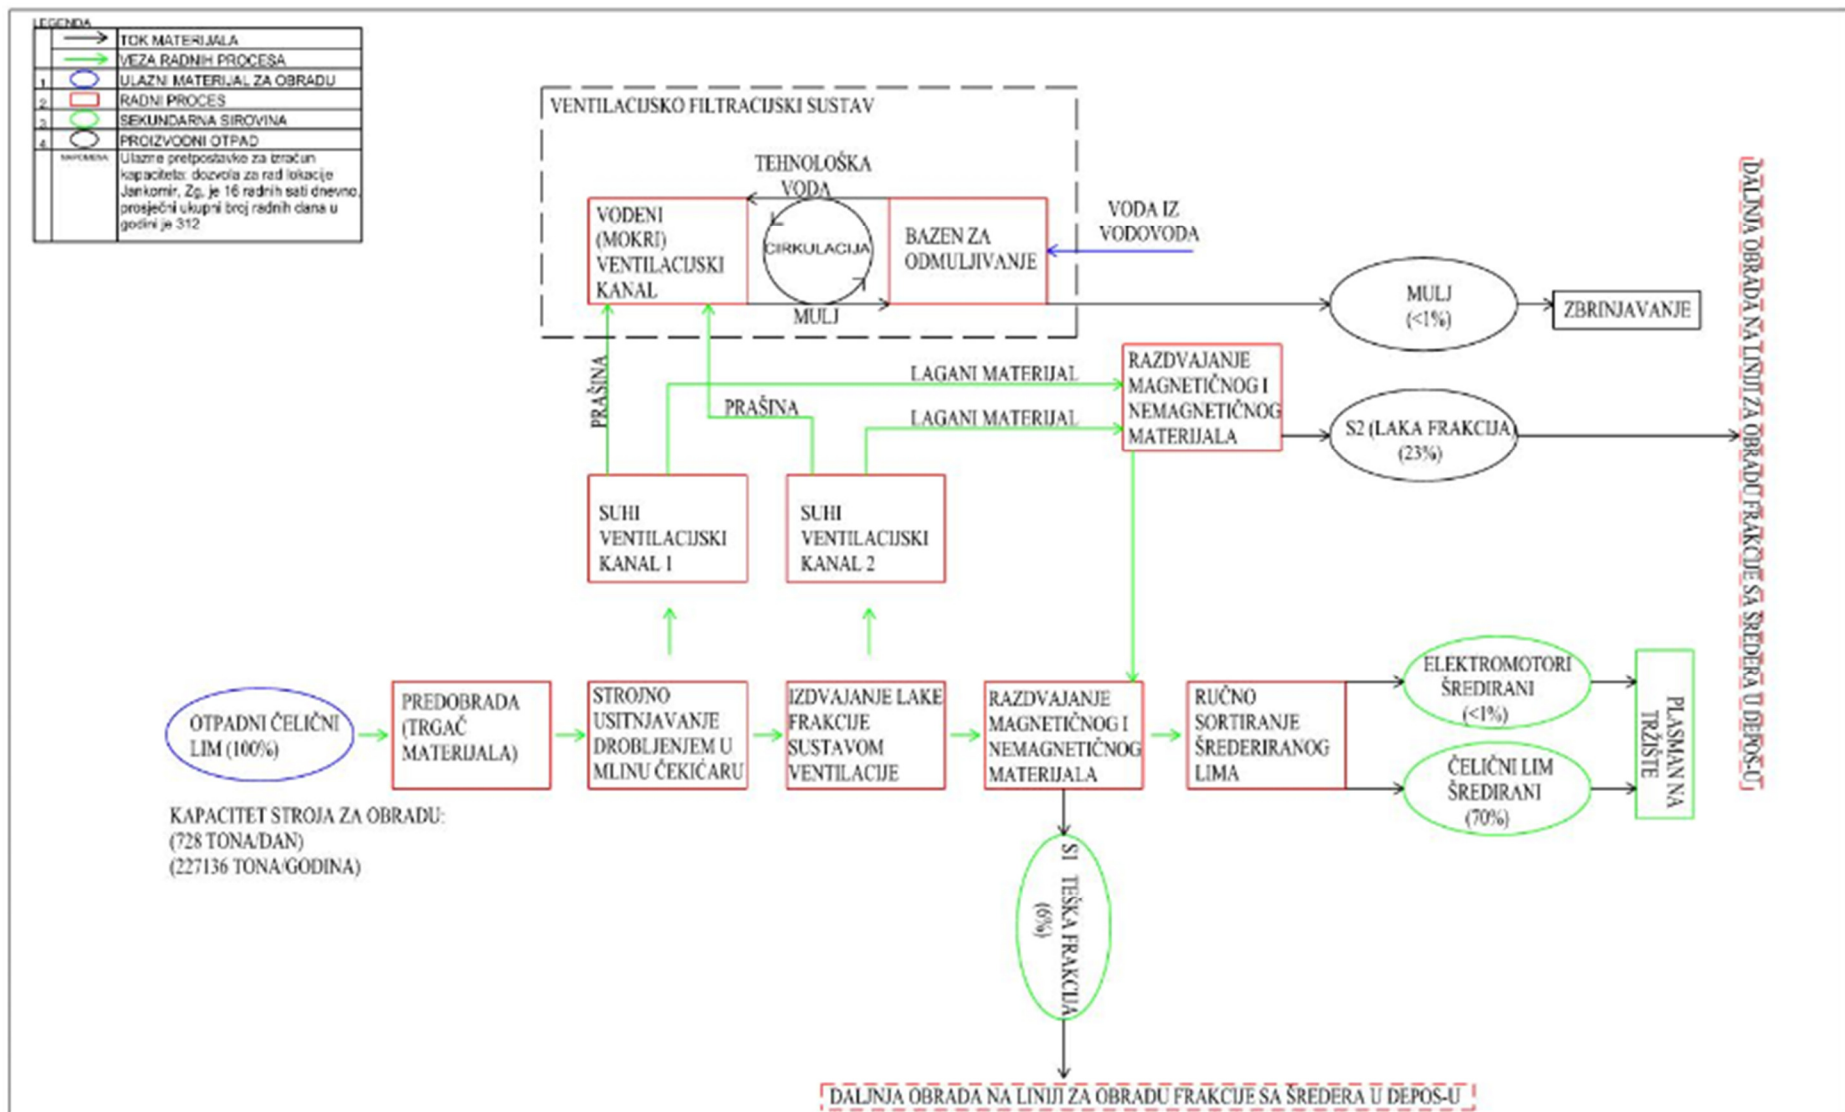 LEGENDA
TOK MATERIJALA
VEZA RADNIH PROCESA
1 ULAZNI MATERIJAL ZA OBRADU
2 RADNI PROCES
3 SEKUNDARNA SIROVINA
4 PROIZVODNI OTPAD
NAPOMENA:
Ulazne pretpostavke za izračun
kapaciteta: dozvola za rad lokacije
Jankomir, Zg, je 16 radnih sati dnevno,
prosječni ukupni broj radnih dana u
godini je 312
VENTILACIJSKO FILTRACIJSKI SUSTAV
TEHNOLOŠKA
VODA
VODENI
(MOKRI)
VENTILACIJSKI
KANAL
CIRKULACIJA
MULJ
BAZEN ZA
ODMULJIVANJE
VODA IZ
VODOVODA
MULJ
(<1%)
ZBRINJAVANJE
PRAŠINA
PRAŠINA
LAGANI MATERIJAL
LAGANI MATERIJAL
RAZDVAJANJE
MAGNETIČNOG I
NEMAGNETIČNOG
MATERIJALA
S2 (LAKA FRAKCIJA)
(23%)
DALJNA OBRADA NA LINIJI ZA OBRADU FRAKCIJE SA ŠREDERA U DEPOS-U
SUHI
VENTILACIJSKI
KANAL 1
SUHI
VENTILACIJSKI
KANAL 2
OTPADNI ČELIČNI
LIM (100%)
PREDOBRADA
(TRGAČ
MATERIJALA)
STROJNO
USITNJAVANJE
DROBLJENJEM U
MLINU ČEKIĆARU
IZDVAJANJE LAKE
FRAKCIJE
SUSTAVOM
VENTILACIJE
RAZDVAJANJE
MAGNETIČNOG I
NEMAGNETIČNOG
MATERIJALA
RUČNO
SORTIRANJE
ŠREDERIRANOG
LIMA
ELEKTROMOTORI
ŠREDIRANI
(<1%)
ČELIČNI LIM
ŠREDIRANI
(70%)
PLASMAN NA
TRŽIŠTE
KAPACITET STROJA ZA OBRADU:
(728 TONA/DAN)
(227136 TONA/GODINA)
S1 TEŠKA FRAKCIJA
(6%)
DALJNJA OBRADA NA LINIJI ZA OBRADU FRAKCIJE SA ŠREDERA U DEPOS-U